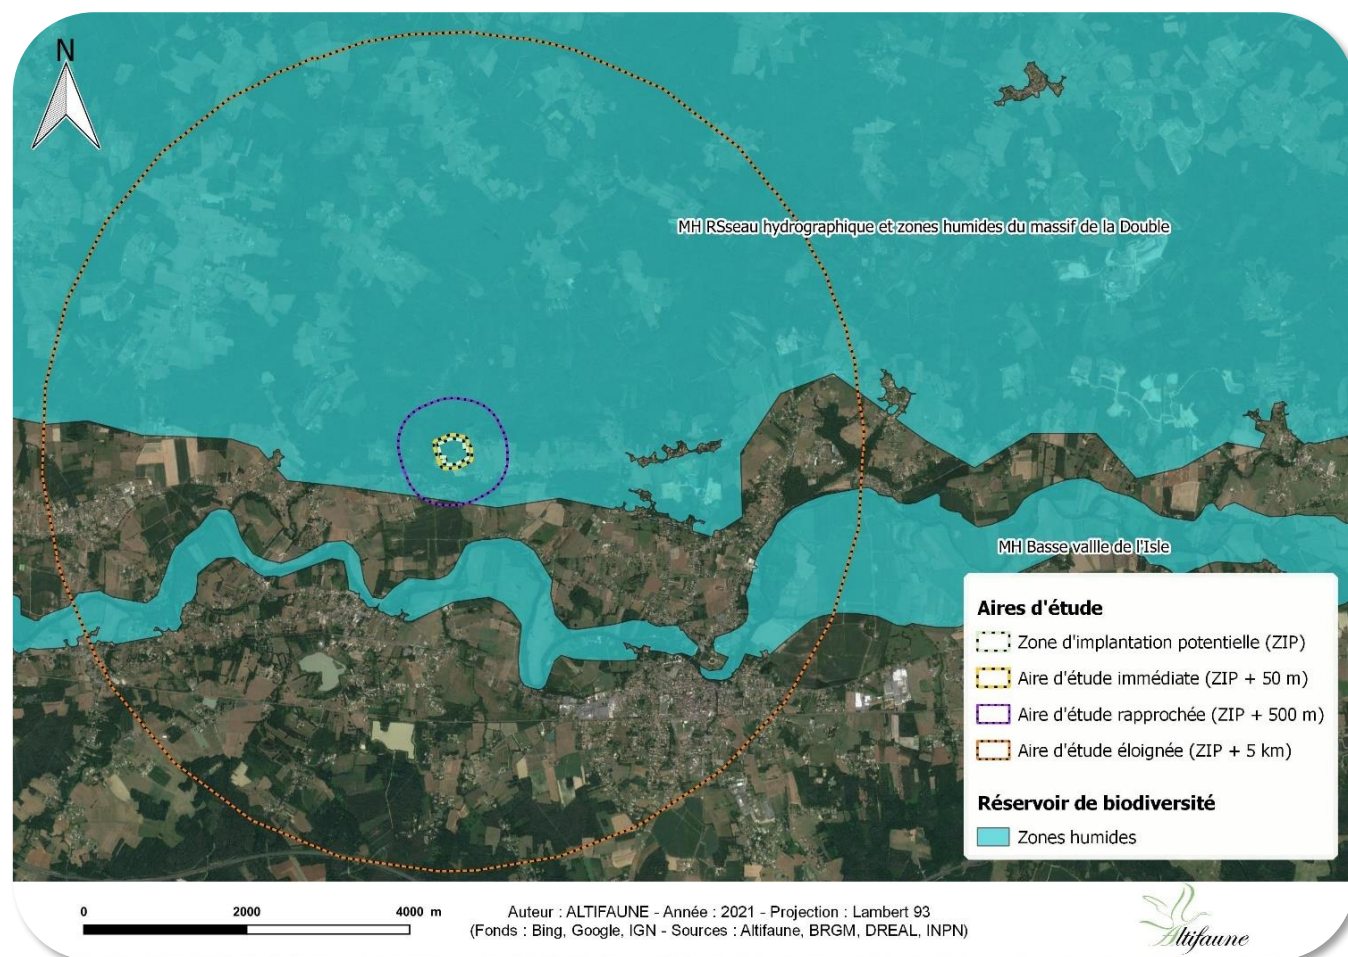 N
MH RSseau hydrographique et zones humides du massif de la Double
MH Basse vallle de l'Isle
Aires d'étude
Zone d'implantation potentielle (ZIP)
Aire d'étude immédiate (ZIP + 50 m)
Aire d'étude rapprochée (ZIP + 500 m)
Aire d'étude éloignée (ZIP + 5 km)
Réservoir de biodiversité
Zones humides
0 2000 4000 m
Auteur : ALTIFAUNE - Année : 2021 - Projection : Lambert 93
(Fonds : Bing, Google, IGN - Sources : Altifaune, BRGM, DREAL, INPN)
Altifaune